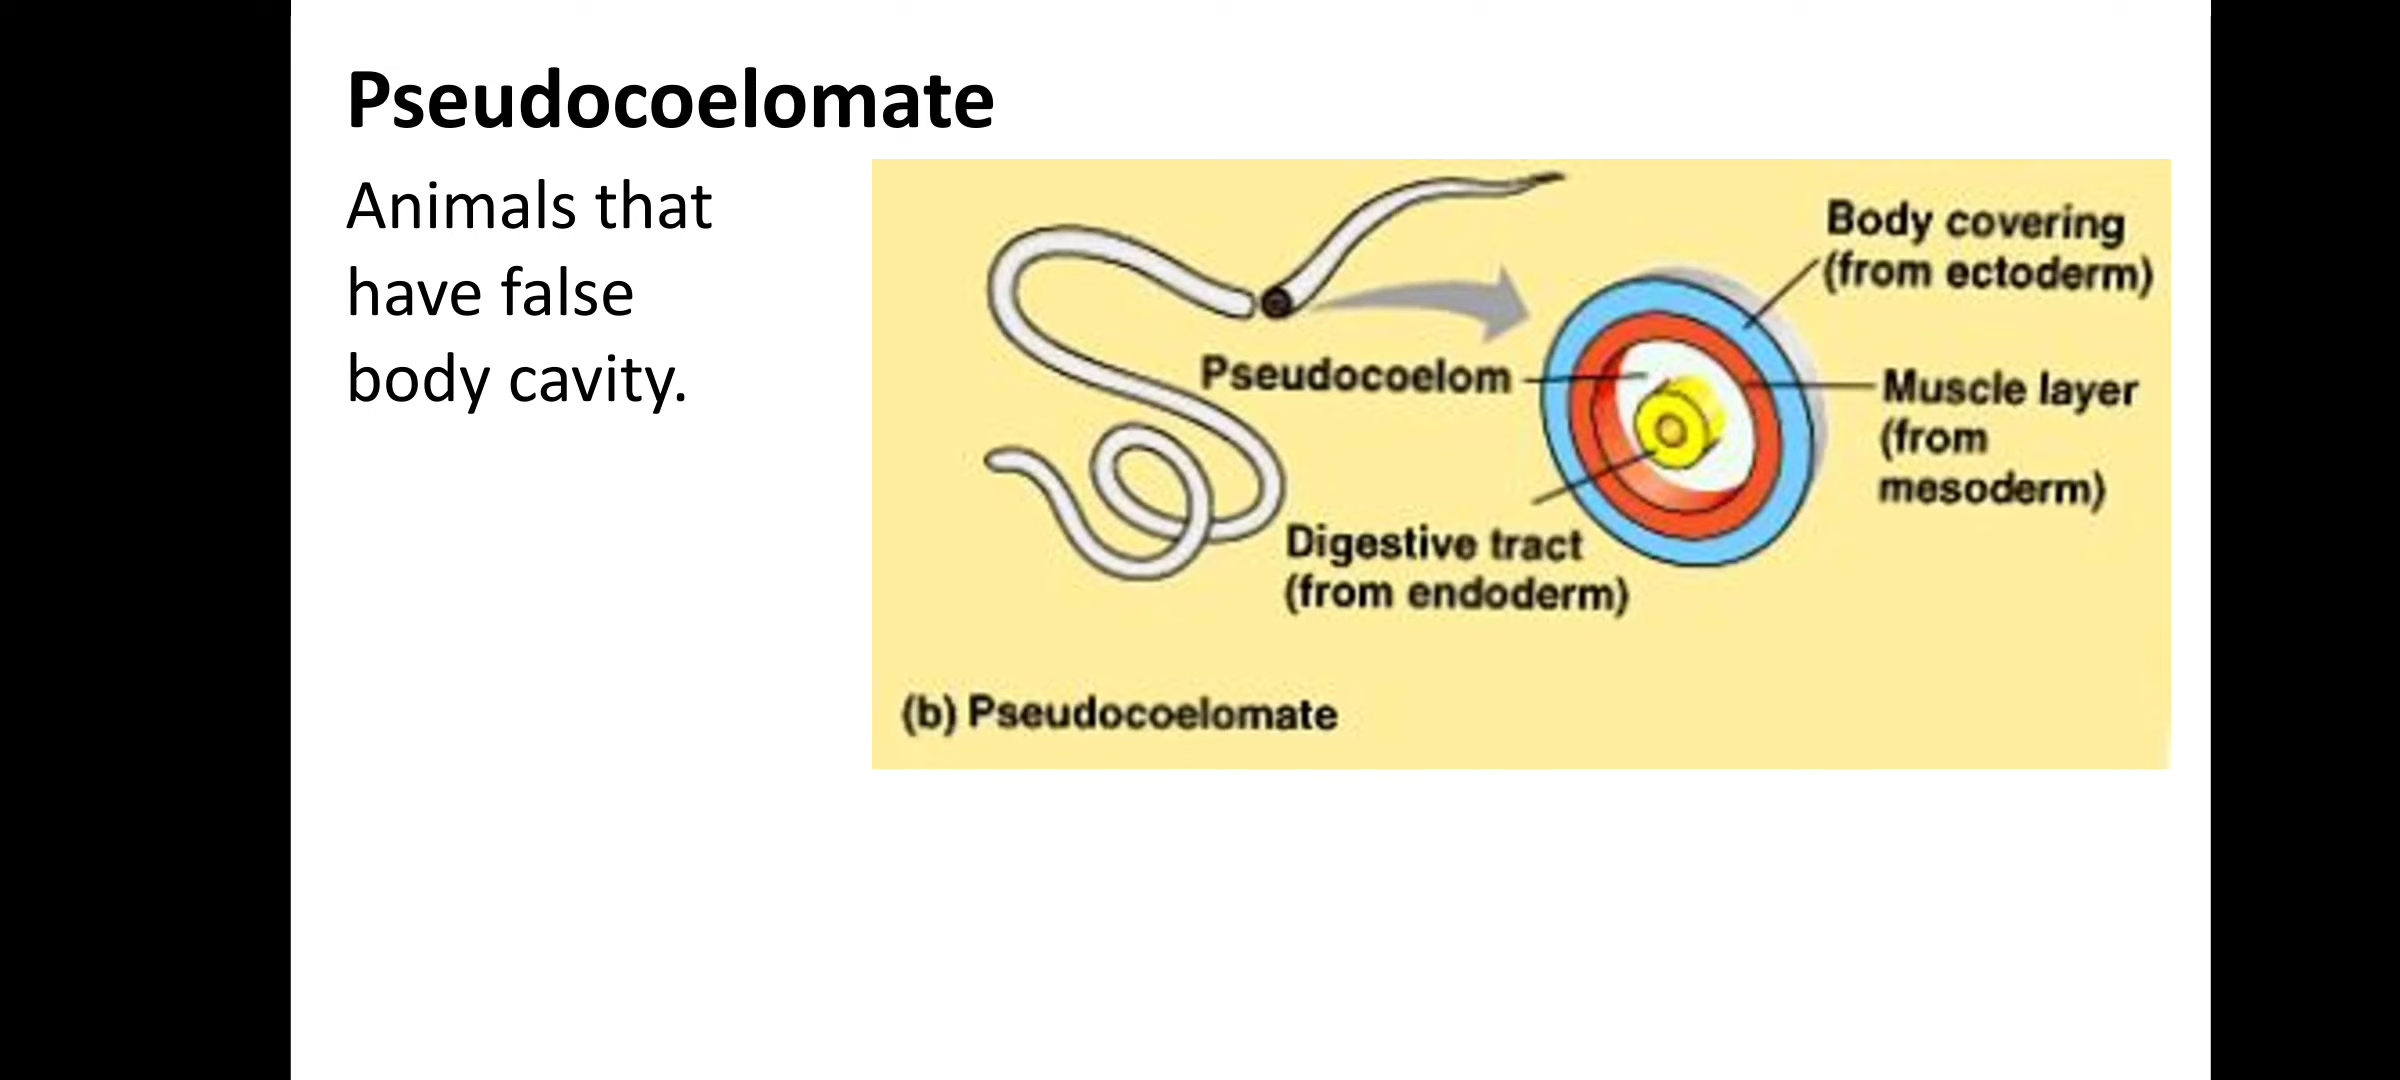 Pseudocoelomate
Animals that
have false
body cavity.
Body covering
(from ectoderm)
Pseudocoelom
Muscle layer
(from
mesoderm)
Digestive tract
(from endoderm)
(b) Pseudocoelomate